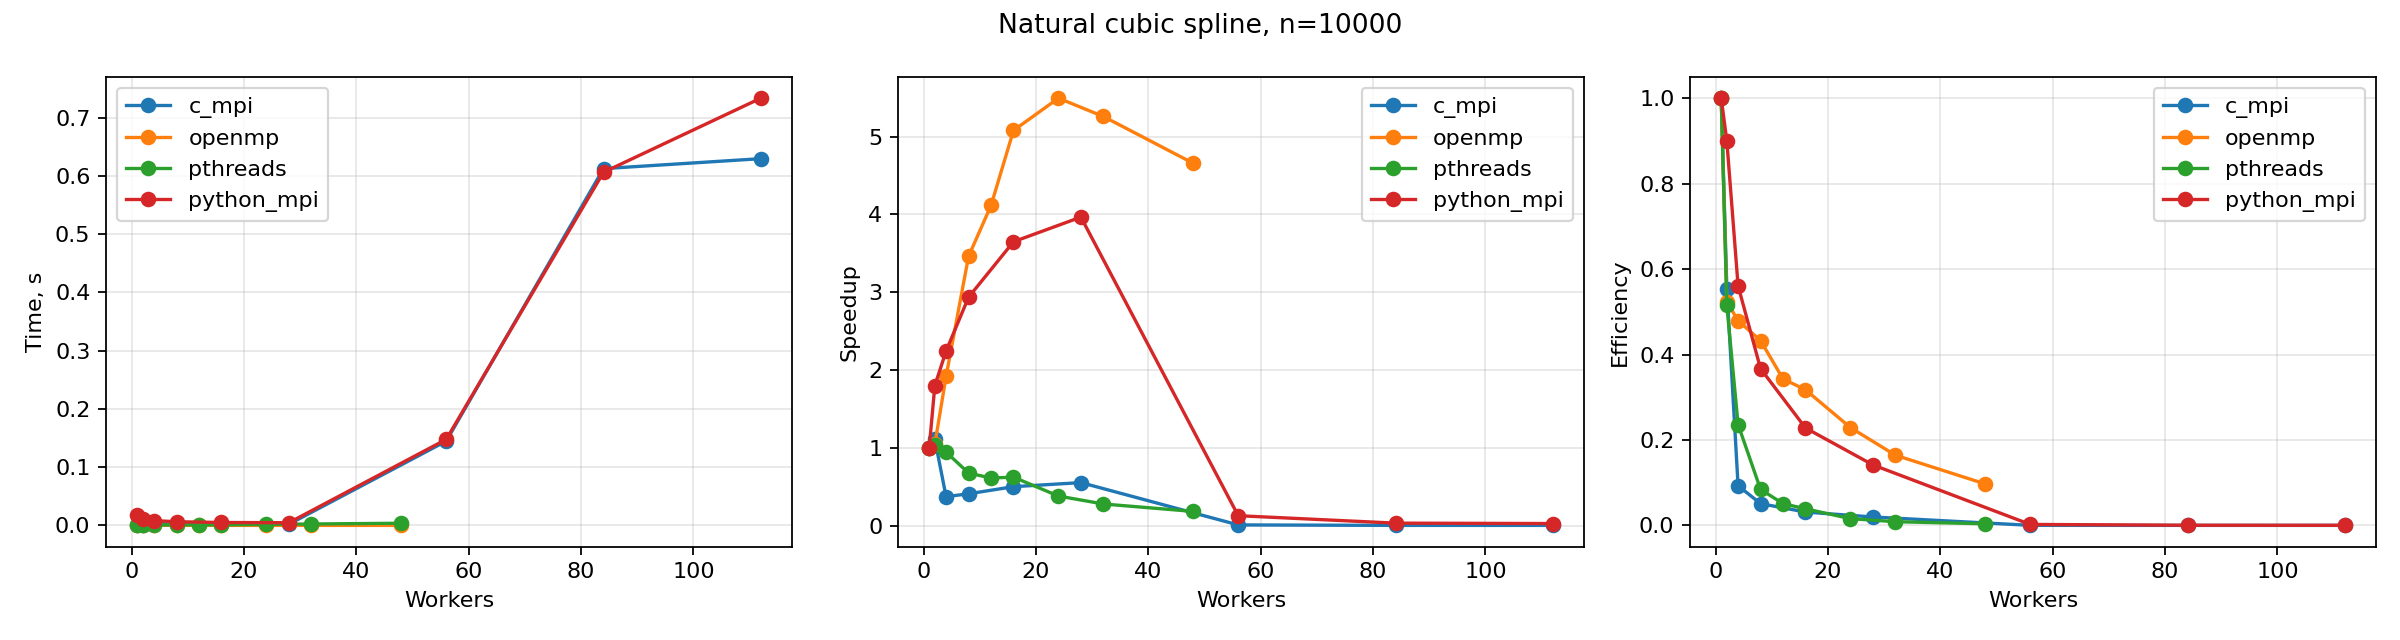 Natural cubic spline, n=10000
Time, s
0.7
0.6
0.5
0.4
0.3
0.2
0.1
0.0
c_mpi
openmp
pthreads
python_mpi
0 20 40 60 80 100
Workers
Speedup
5
4
3
2
1
0
c_mpi
openmp
pthreads
python_mpi
0 20 40 60 80 100
Workers
Efficiency
1.0
0.8
0.6
0.4
0.2
0.0
c_mpi
openmp
pthreads
python_mpi
0 20 40 60 80 100
Workers